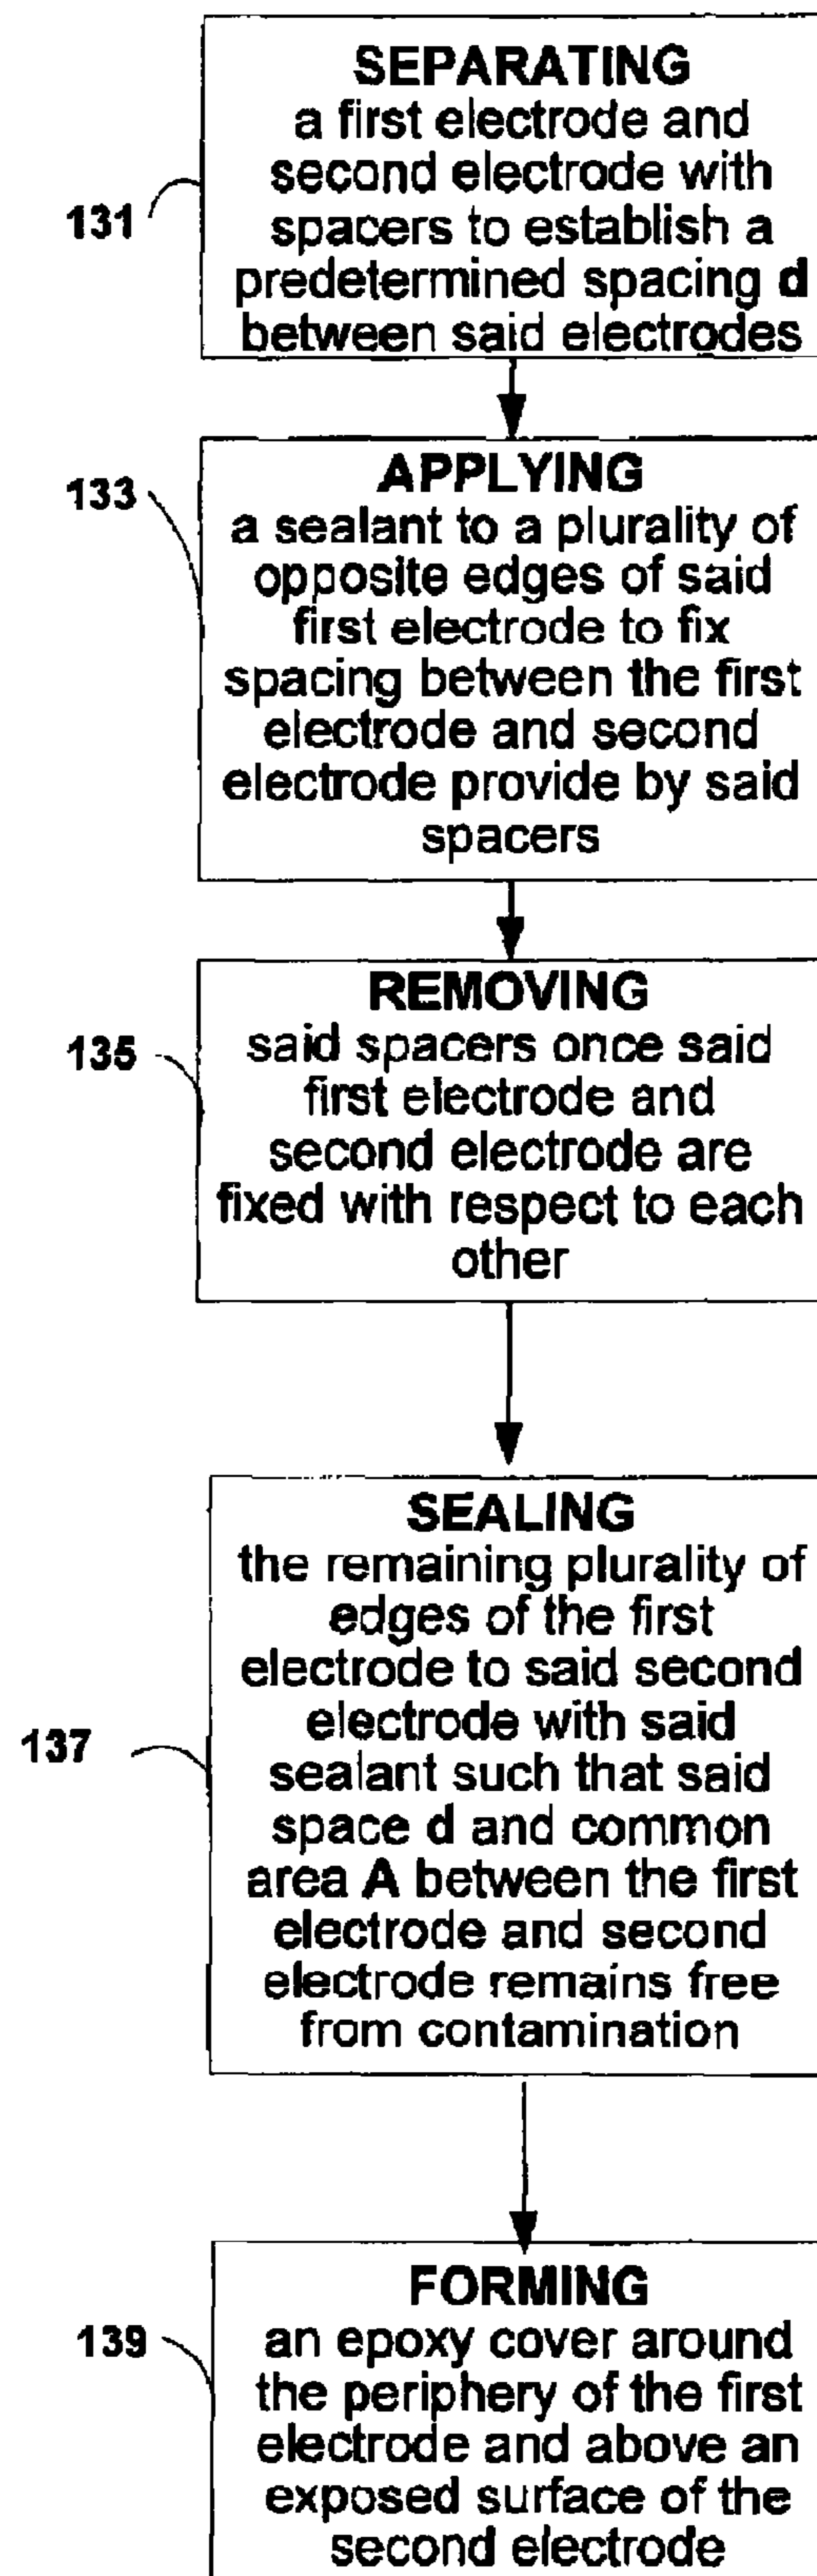 SEPARATING
a first electrode and
second electrode with
131
spacers to establish a
predetermined spacing d
between said electrodes
APPLYING
133
a sealant to a plurality of
opposite edges of said
first electrode to fix
spacing between the first
electrode and second
electrode provide by said
spacers
REMOVING
135
said spacers once said
first electrode and
second electrode are
fixed with respect to each
other
SEALING
the remaining plurality of
edges of the first
electrode to said second
137
electrode with said
sealant such that said
space d and common
area A between the first
electrode and second
electrode remains free
from contamination
FORMING
139
an epoxy cover around
the periphery of the first
electrode and above an
exposed surface of the
second electrode